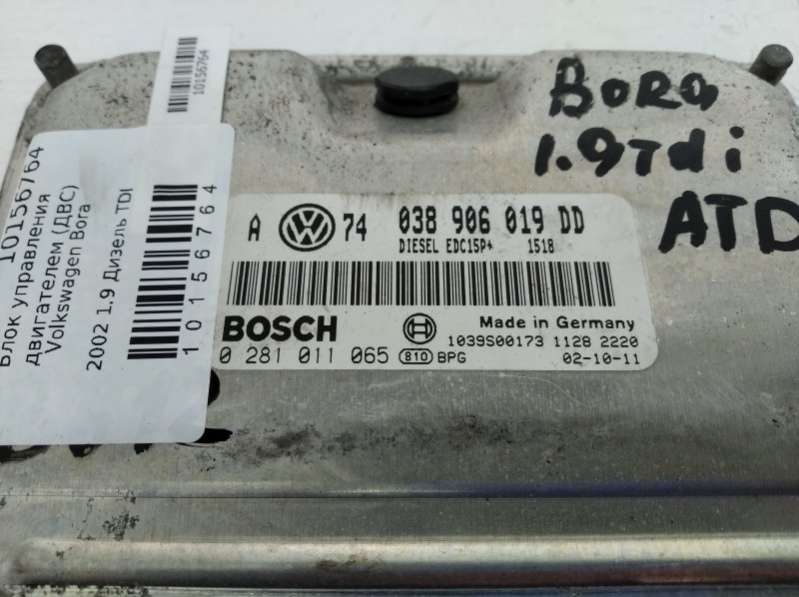 10156764
10156764
Блок управления
двигателем (ДВС)
Volkswagen Bora
2002 1.9 Дизель TDI
10156764
Bora
1.9Tdi
ATD
A VW 74 038 906 019 DD
DIESEL EDC15P+ 1518
BOSCH
Made in Germany
1039S00173 1128 2220
0 281 011 065 810 BPG 02-10-11